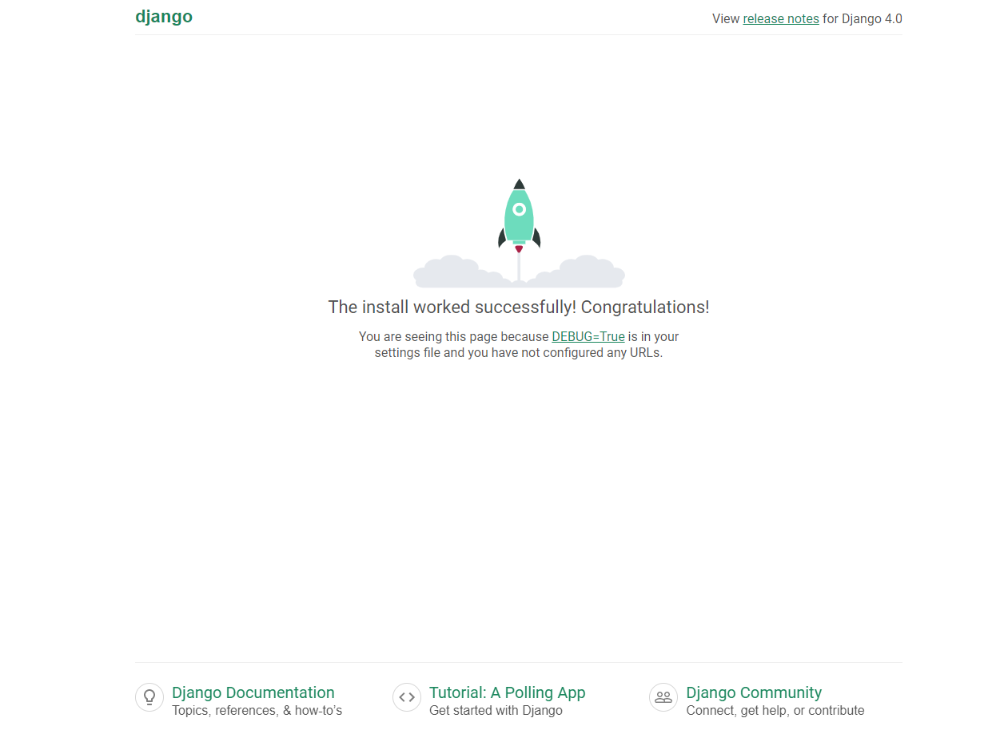 django
View release notes for Django 4.0
The install worked successfully! Congratulations!
You are seeing this page because DEBUG=True is in your
settings file and you have not configured any URLs.
Django Documentation
Topics, references, & how-to’s
Tutorial: A Polling App
Get started with Django
Django Community
Connect, get help, or contribute